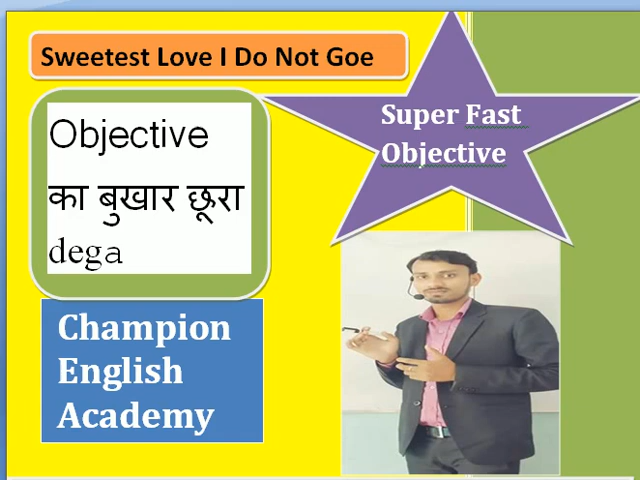 Sweetest Love I Do Not Goe
Super Fast
Objective
Objective
का बुखार छूरा
dega
Champion
English
Academy